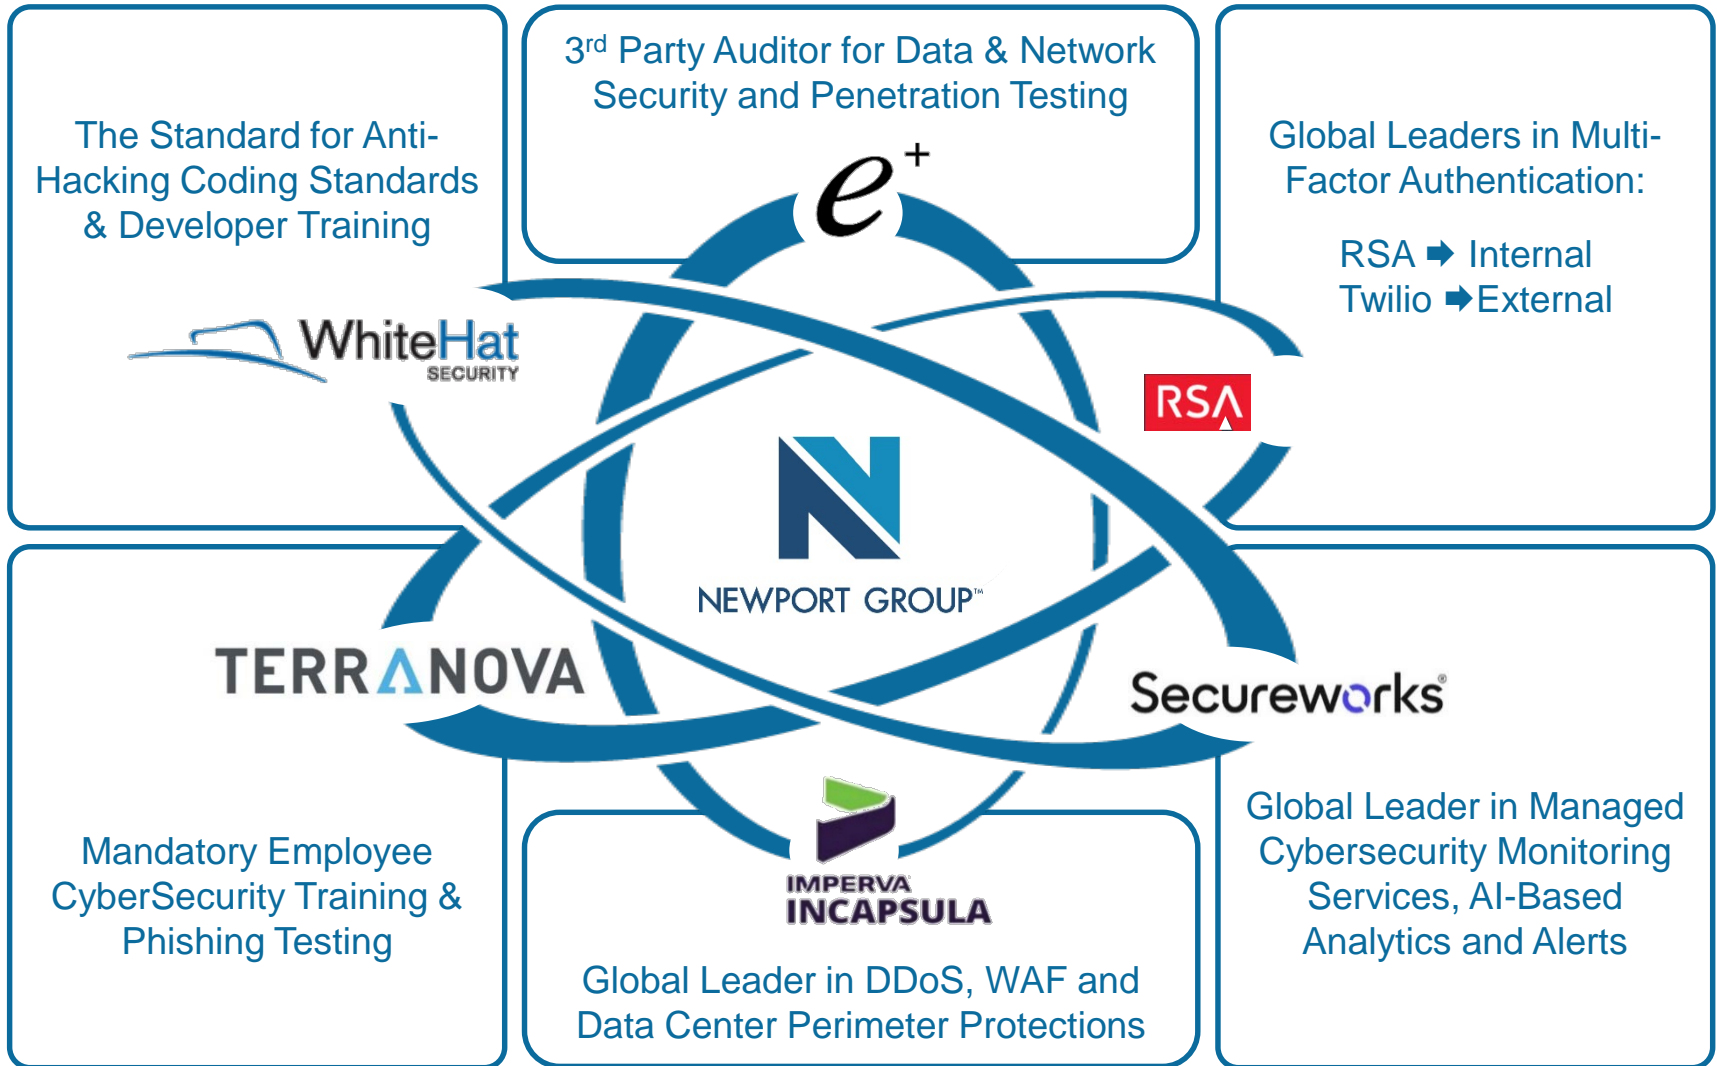 The Standard for Anti-
Hacking Coding Standards
& Developer Training
WhiteHat
SECURITY
3rd Party Auditor for Data & Network
Security and Penetration Testing
e+
Global Leaders in Multi-
Factor Authentication:
RSA ➡ Internal
Twilio ➡External
RSA
NEWPORT GROUP™
TERRANOVA
Mandatory Employee
CyberSecurity Training &
Phishing Testing
IMPERVA
INCAPSULA
Global Leader in DDoS, WAF and
Data Center Perimeter Protections
Secureworks®
Global Leader in Managed
Cybersecurity Monitoring
Services, AI-Based
Analytics and Alerts